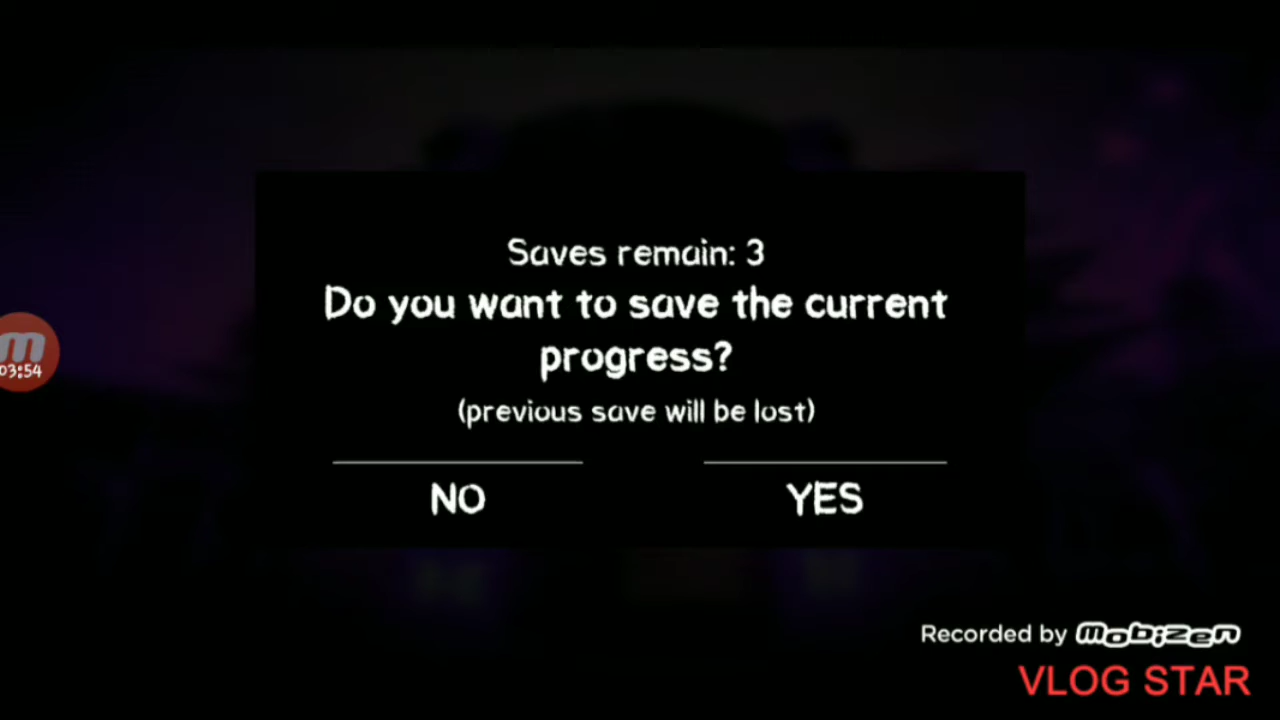 Saves remain: 3
Do you want to save the current
progress?
(previous save will be lost)
NO YES
m
03:54
Recorded by mobizen
VLOG STAR